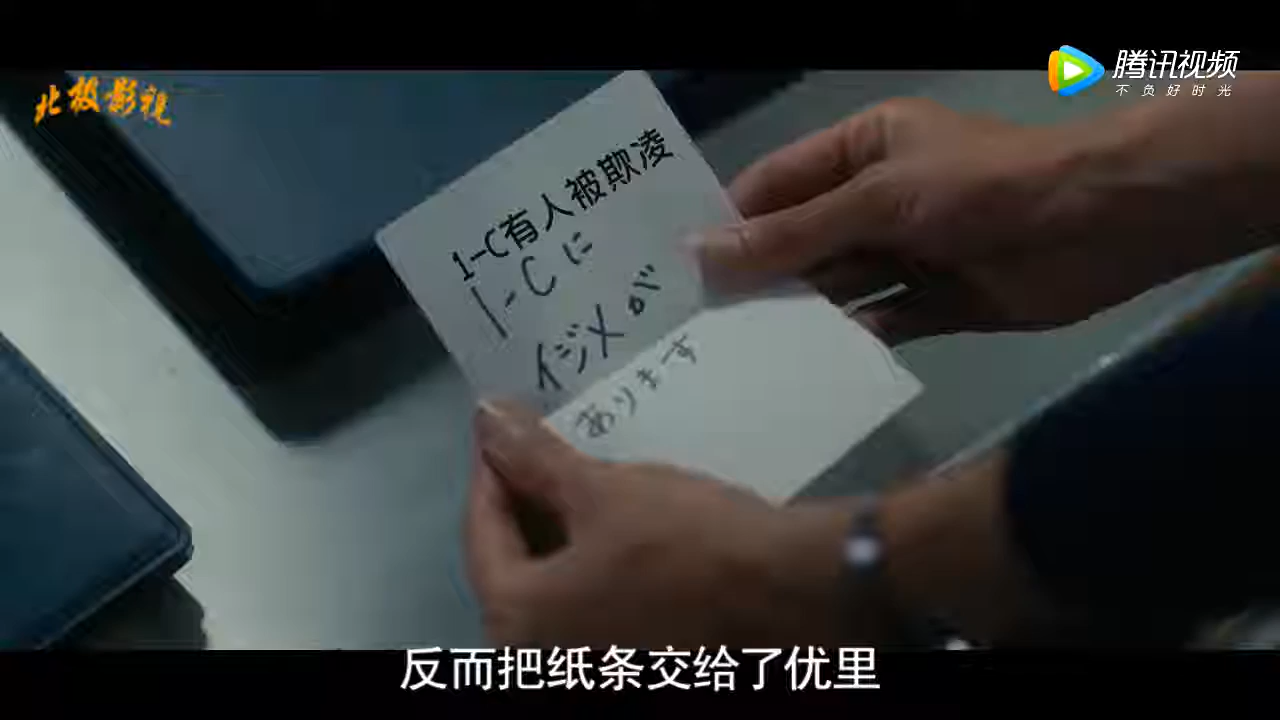 北极影视
腾讯视频
不负好时光
1-C有人被欺凌
1-Cに
イジメが
あります
反而把纸条交给了优里